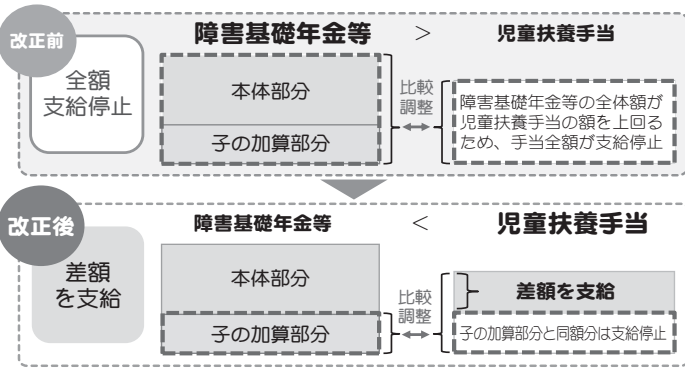 改正前
障害基礎年金等 > 児童扶養手当
全額
支給停止
本体部分
子の加算部分
比較
調整
障害基礎年金等の全体額が
児童扶養手当の額を上回る
ため、手当全額が支給停止
改正後
障害基礎年金等 < 児童扶養手当
差額
を支給
本体部分
子の加算部分
比較
調整
差額を支給
子の加算部分と同額分は支給停止